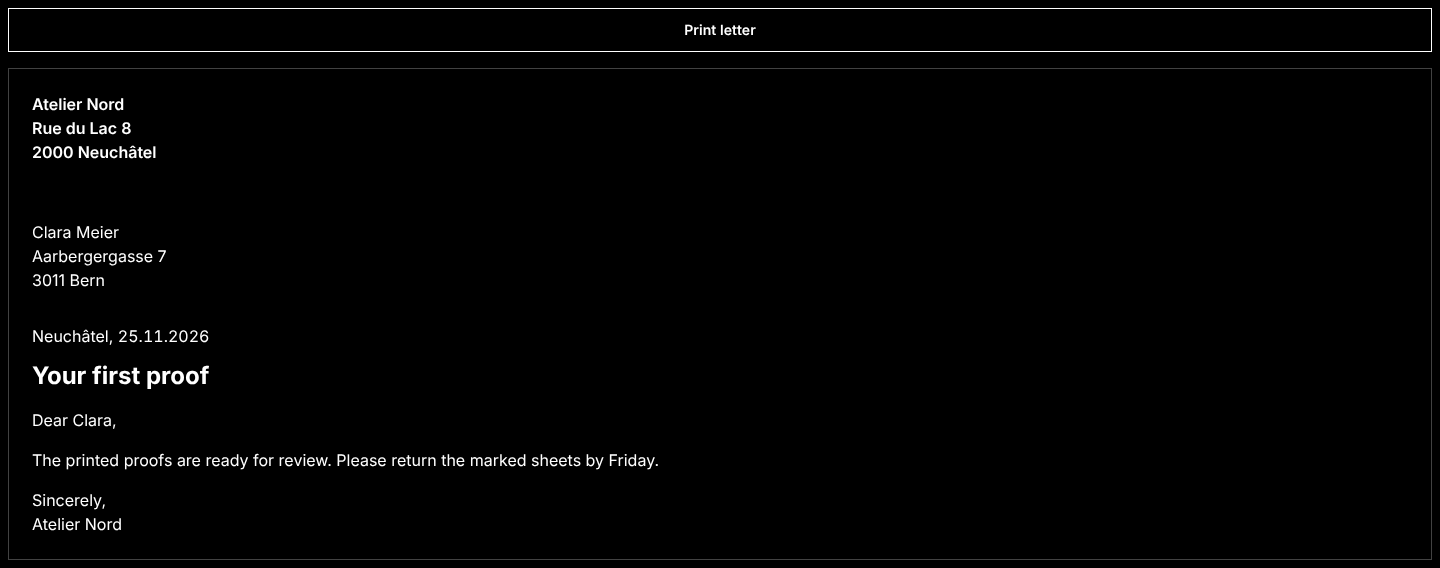 Print letter
Atelier Nord
Rue du Lac 8
2000 Neuchâtel
Clara Meier
Aarbergergasse 7
3011 Bern
Neuchâtel, 25.11.2026
Your first proof
Dear Clara,
The printed proofs are ready for review. Please return the marked sheets by Friday.
Sincerely,
Atelier Nord